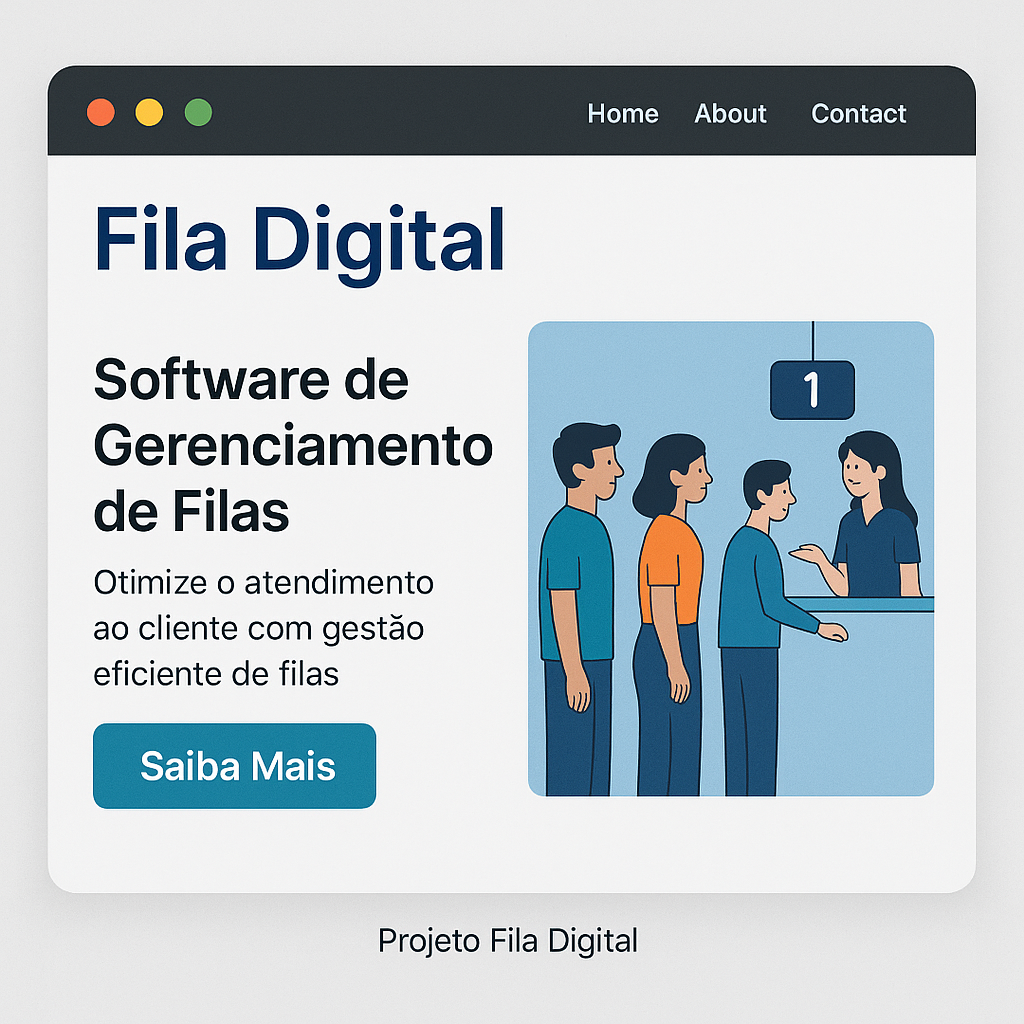 Home About Contact
Fila Digital
Software de
Gerenciamento
de Filas
Otimize o atendimento
ao cliente com gestăo
eficiente de filas
1
Saiba Mais
Projeto Fila Digital